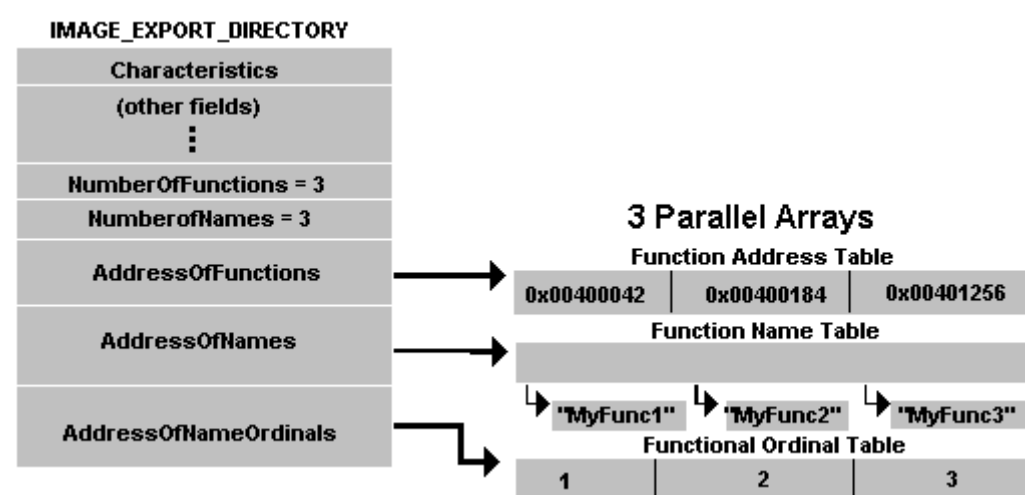 IMAGE_EXPORT_DIRECTORY
Characteristics
(other fields)
NumberOfFunctions = 3
NumberofNames = 3
AddressOfFunctions
AddressOfNames
AddressOfNameOrdinals
3 Parallel Arrays
Function Address Table
0x00400042 0x00400184 0x00401256
Function Name Table
"MyFunc1" "MyFunc2" "MyFunc3"
Functional Ordinal Table
1 2 3